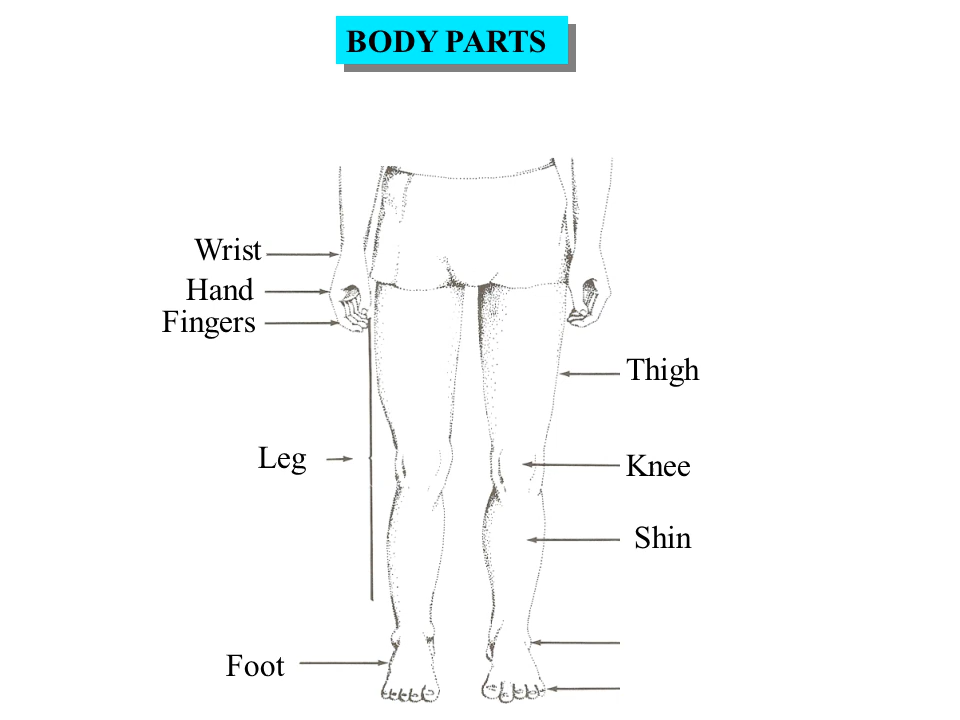 BODY PARTS
Wrist
Hand
Fingers
Thigh
Leg
Knee
Shin
Foot